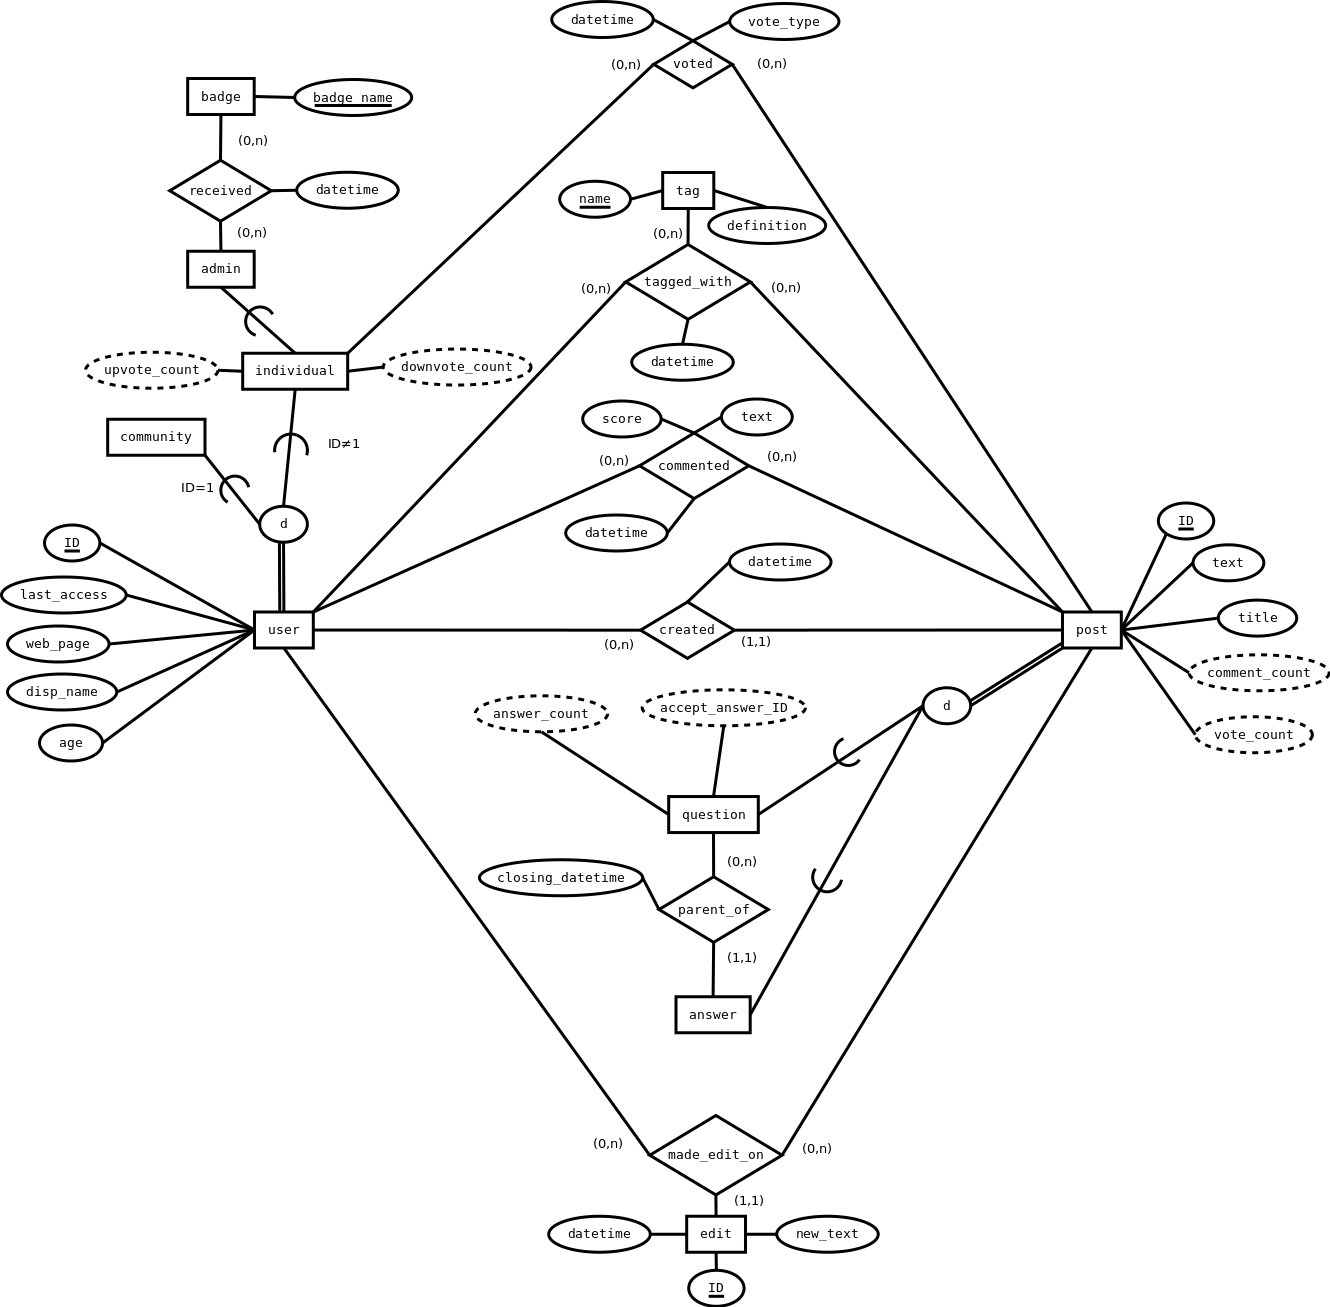 datetime
vote_type
(0,n)
voted
(0,n)
badge
badge_name
(0,n)
received
datetime
(0,n)
admin
name
tag
definition
(0,n)
(0,n)
tagged_with
(0,n)
datetime
upvote_count
individual
downvote_count
score
text
community
ID≠1
(0,n)
commented
(0,n)
ID=1
d
datetime
ID
text
ID
datetime
last_access
title
web_page
user
created
post
(0,n)
(1,1)
comment_count
disp_name
answer_count
accept_answer_ID
d
vote_count
age
question
(0,n)
closing_datetime
parent_of
(1,1)
answer
(0,n)
made_edit_on
(0,n)
(1,1)
datetime
edit
new_text
ID